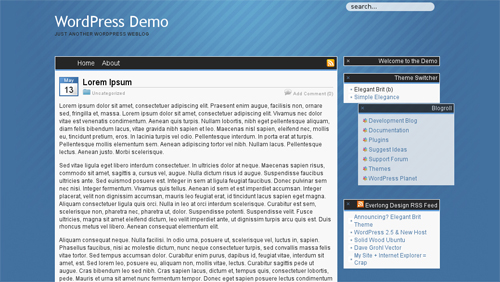 search...
WordPress Demo
JUST ANOTHER WORDPRESS WEBLOG
Home About
May
13
Lorem Ipsum
Uncategorized
Add Comment (0)
Lorem ipsum dolor sit amet, consectetuer adipiscing elit. Praesent enim augue, facilisis non, ornare
sed, fringilla et, massa. Lorem ipsum dolor sit amet, consectetuer adipiscing elit. Vivamus nec dolor
vitae est venenatis condimentum. Aenean quis turpis. Nullam lobortis, nibh eget pellentesque aliquam,
diam felis bibendum lacus, vitae gravida nibh sapien et leo. Maecenas nisl sapien, eleifend nec, mollis
eu, tincidunt pretium, eros. In lacinia turpis vel odio. Pellentesque interdum. In porta erat at turpis.
Pellentesque mollis elementum sem. Aenean adipiscing tortor vel nibh. Nullam lacus. Pellentesque
lectus. Aenean justo. Morbi scelerisque.
Sed vitae ligula eget libero interdum consectetuer. In ultricies dolor at neque. Maecenas sapien risus,
commodo sit amet, sagittis a, cursus vel, augue. Nulla dictum risus id augue. Suspendisse faucibus
ultricies ante. Sed euismod posuere est. Integer in sem at ligula feugiat faucibus. Donec pulvinar sem
nec nisi. Integer fermentum. Vivamus quis tellus. Aenean id sem et est imperdiet accumsan. Integer
placerat, velit non dignissim accumsan, mauris leo feugiat erat, id tincidunt lacus sapien eget magna.
Aliquam consectetuer ligula quis orci. Nulla in leo at orci interdum scelerisque. Curabitur est sem,
scelerisque non, pharetra nec, pharetra ut, dolor. Suspendisse potenti. Suspendisse velit. Fusce
ultricies, magna sit amet eleifend dictum, leo velit imperdiet ante, ut dignissim turpis arcu quis est. Duis
rhoncus metus vel libero. Aenean consequat elementum elit.
Aliquam consequat neque. Nulla facilisi. In odio urna, posuere ut, scelerisque vel, luctus in, sapien.
Phasellus faucibus, nisi ac molestie dictum, nunc neque consectetuer turpis, sed convallis massa felis
vitae tortor. Sed tempus accumsan dolor. Curabitur enim purus, dapibus id, feugiat vitae, interdum sit
amet, est. Sed lorem leo, posuere eu, aliquam non, mollis vitae, lectus. Curabitur sagittis pede ut
augue. Cras bibendum leo sed nibh. Cras sapien lacus, dictum et, tempus quis, consectetuer lobortis,
pede. Mauris et urna sit amet nunc fermentum tempor. Donec eget sapien posuere lectus condimentum
Welcome to the Demo
Theme Switcher
Elegant Brit (b)
Simple Elegance
Blogroll
Development Blog
Documentation
Plugins
Suggest Ideas
Support Forum
Themes
WordPress Planet
Everlong Design RSS Feed
Announcing? Elegant Brit
Theme
WordPress 2.5 & New Host
Solid Wood Ubuntu
Dave Grohl Vector
My Site + Internet Explorer =
Crap